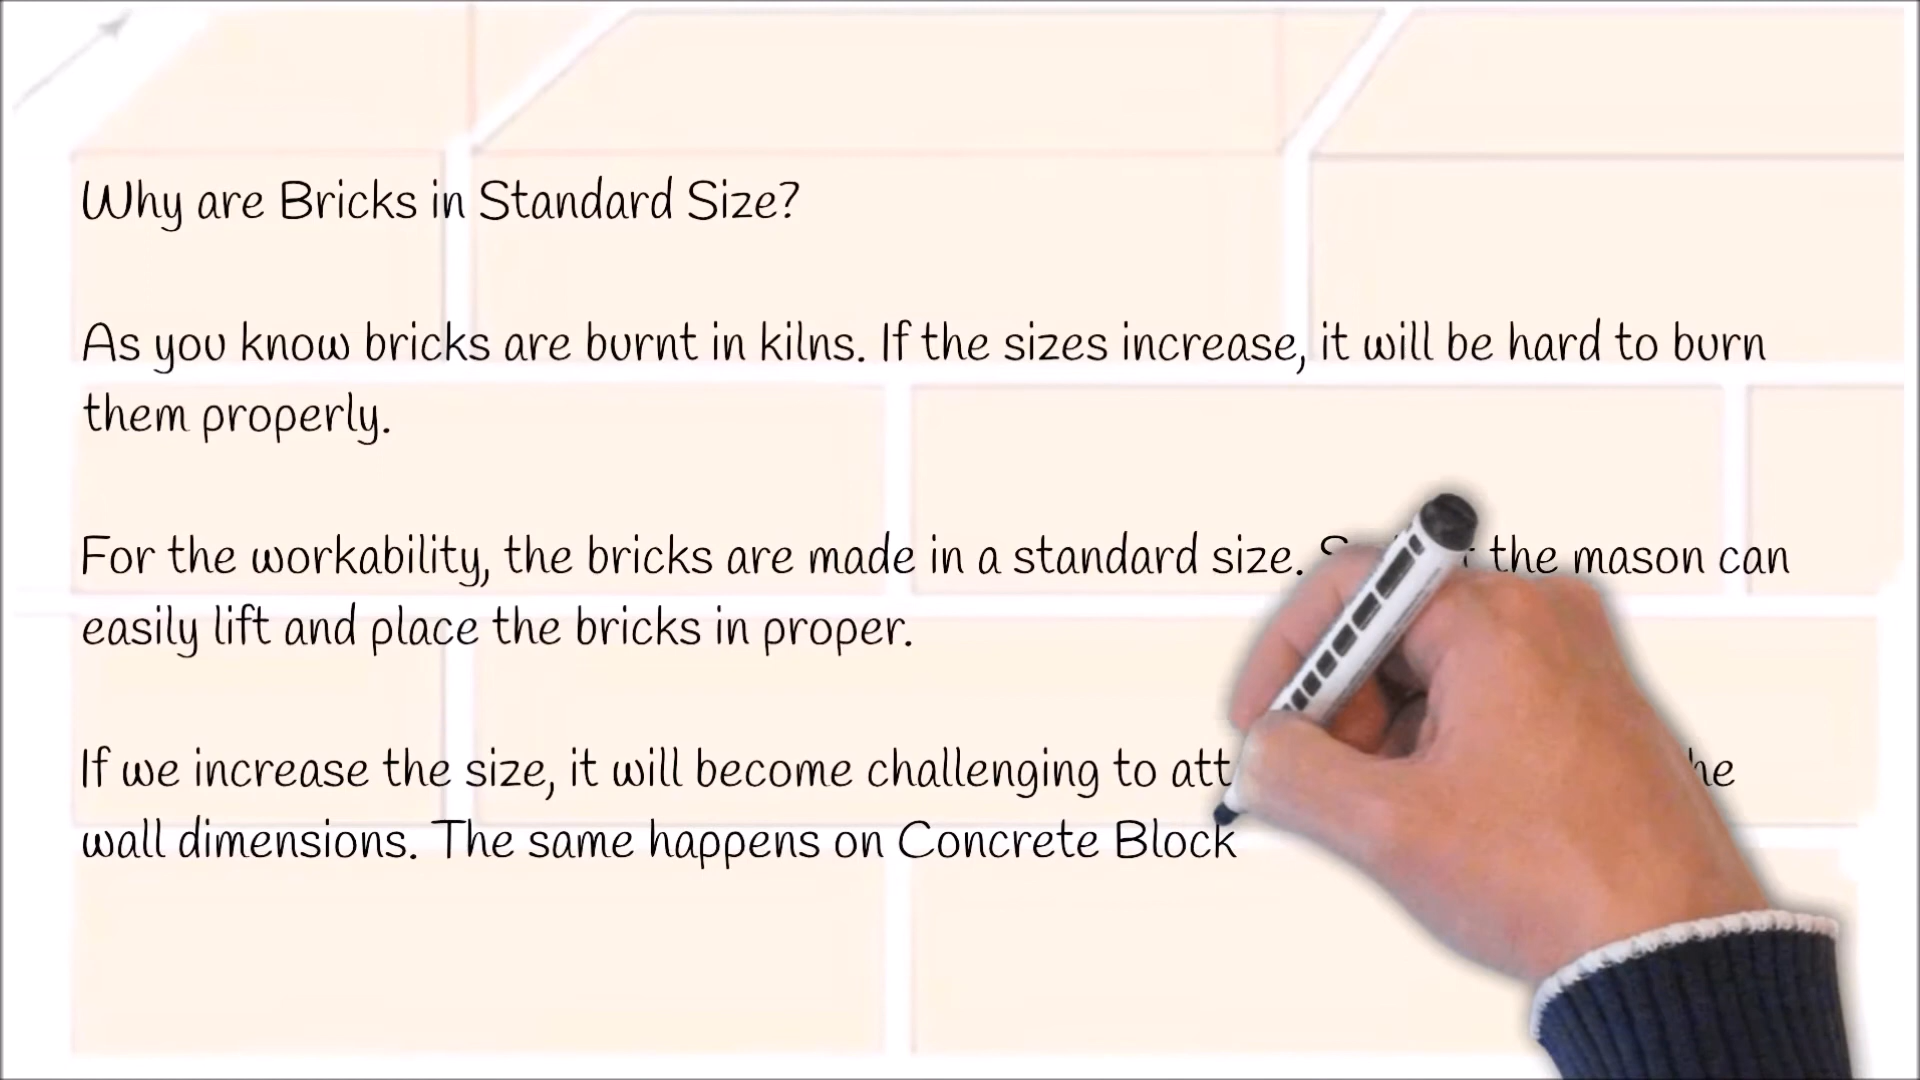 Why are Bricks in Standard Size?
As you know bricks are burnt in kilns. If the sizes increase, it will be hard to burn
them properly.
For the workability, the bricks are made in a standard size. the mason can
easily lift and place the bricks in proper.
If we increase the size, it will become challenging to
wall dimensions. The same happens on Concrete Block